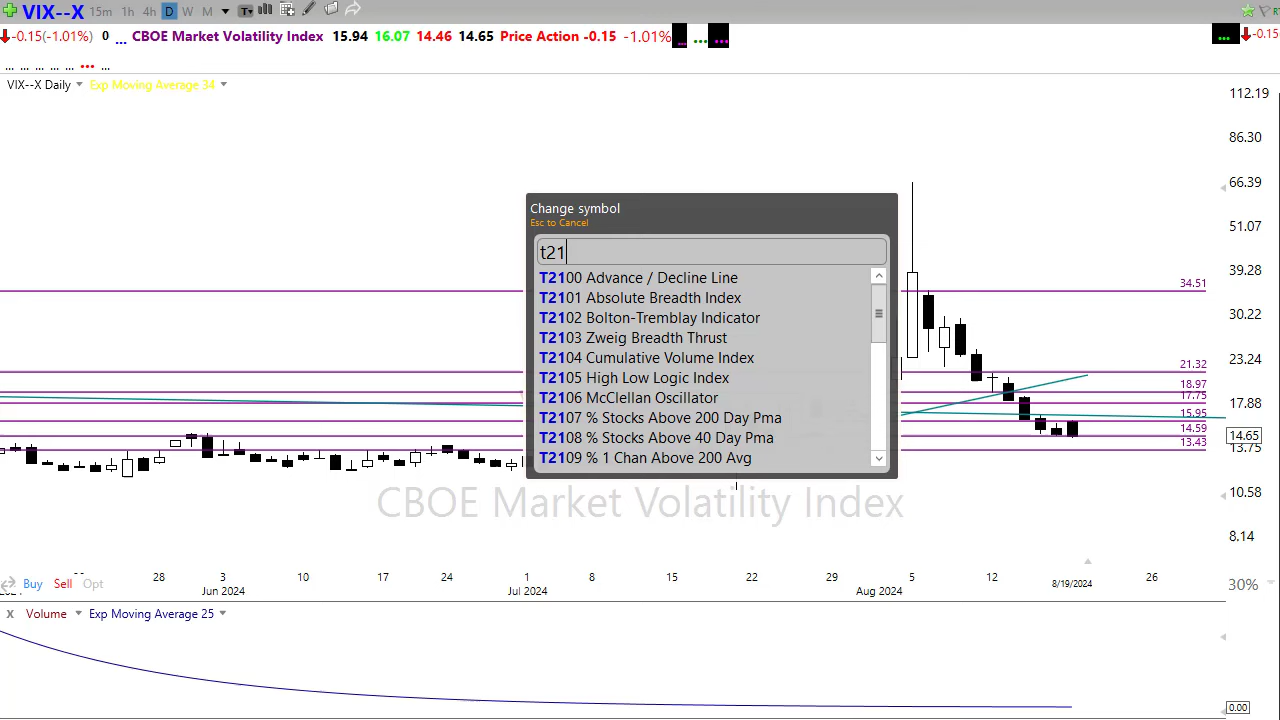 VIX--X 15m 1h 4h D W M T
-0.15(-1.01%) 0 ... CBOE Market Volatility Index 15.94 16.07 14.46 14.65 Price Action -0.15 -1.01% ... ... ... ... -0.15
... ... ... ... ... ... ...
VIX--X Daily Exp Moving Average 34
112.19
86.30
66.39
51.07
39.28
34.51
30.22
23.24
21.32
18.97
17.88
17.75
15.95
14.59
14.65
13.43
13.75
10.58
8.14
Change symbol
Esc to Cancel
t21
T2100 Advance / Decline Line
T2101 Absolute Breadth Index
T2102 Bolton-Tremblay Indicator
T2103 Zweig Breadth Thrust
T2104 Cumulative Volume Index
T2105 High Low Logic Index
T2106 McClellan Oscillator
T2107 % Stocks Above 200 Day Pma
T2108 % Stocks Above 40 Day Pma
T2109 % 1 Chan Above 200 Avg
CBOE Market Volatility Index
28 3 10 17 24 1 8 15 22 29 5 12 8/19/2024 26
Buy Sell Opt 30%
Jun 2024 Jul 2024 Aug 2024
X Volume Exp Moving Average 25
0.00